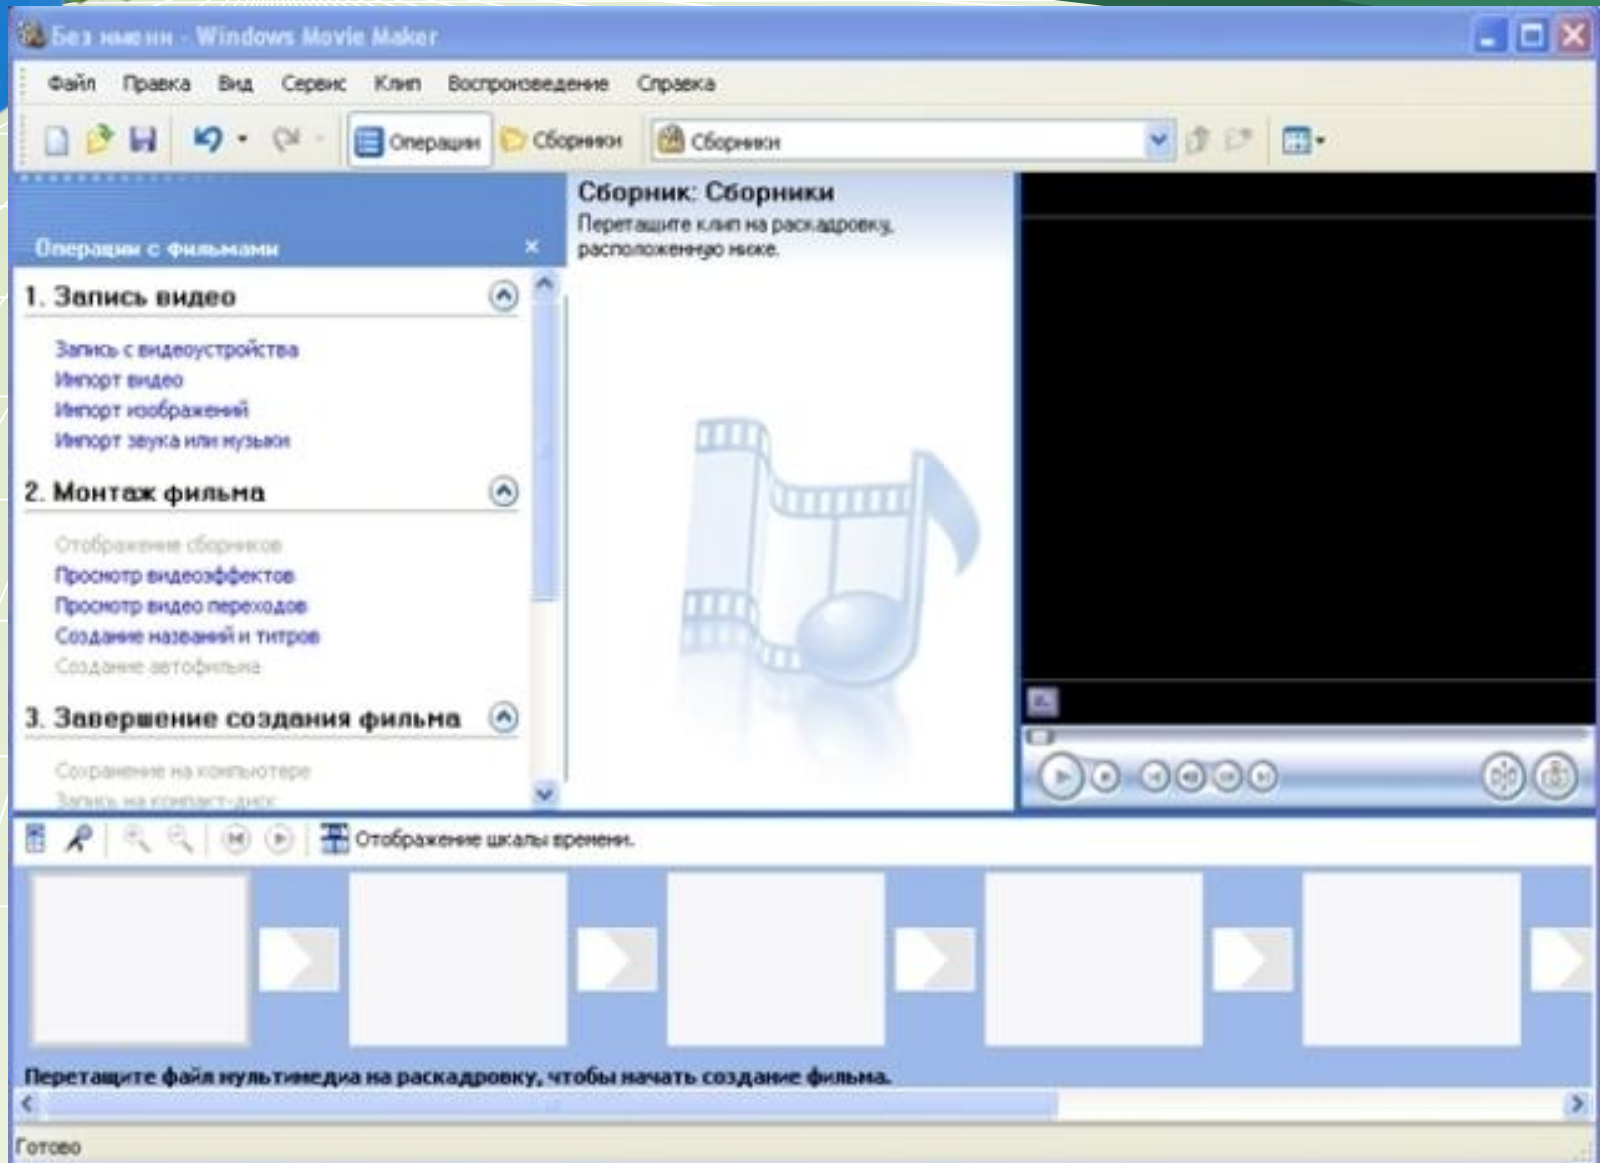 Без имени - Windows Movie Maker
Файл Правка Вид Сервис Клип Воспроизведение Справка
Операции Сборники Сборники
Операции с фильмами
1. Запись видео
Запись с видеоустройства
Импорт видео
Импорт изображений
Импорт звука или музыки
2. Монтаж фильма
Отображение сборников
Просмотр видеоэффектов
Просмотр видео переходов
Создание названий и титров
Создание автофильма
3. Завершение создания фильма
Сохранение на компьютере
Запись на компакт-диск
Сборник: Сборники
Перетащите клип на раскадровку,
расположенную ниже.
Отображение шкалы времени.
Перетащите файл мультимедиа на раскадровку, чтобы начать создание фильма.
Готово